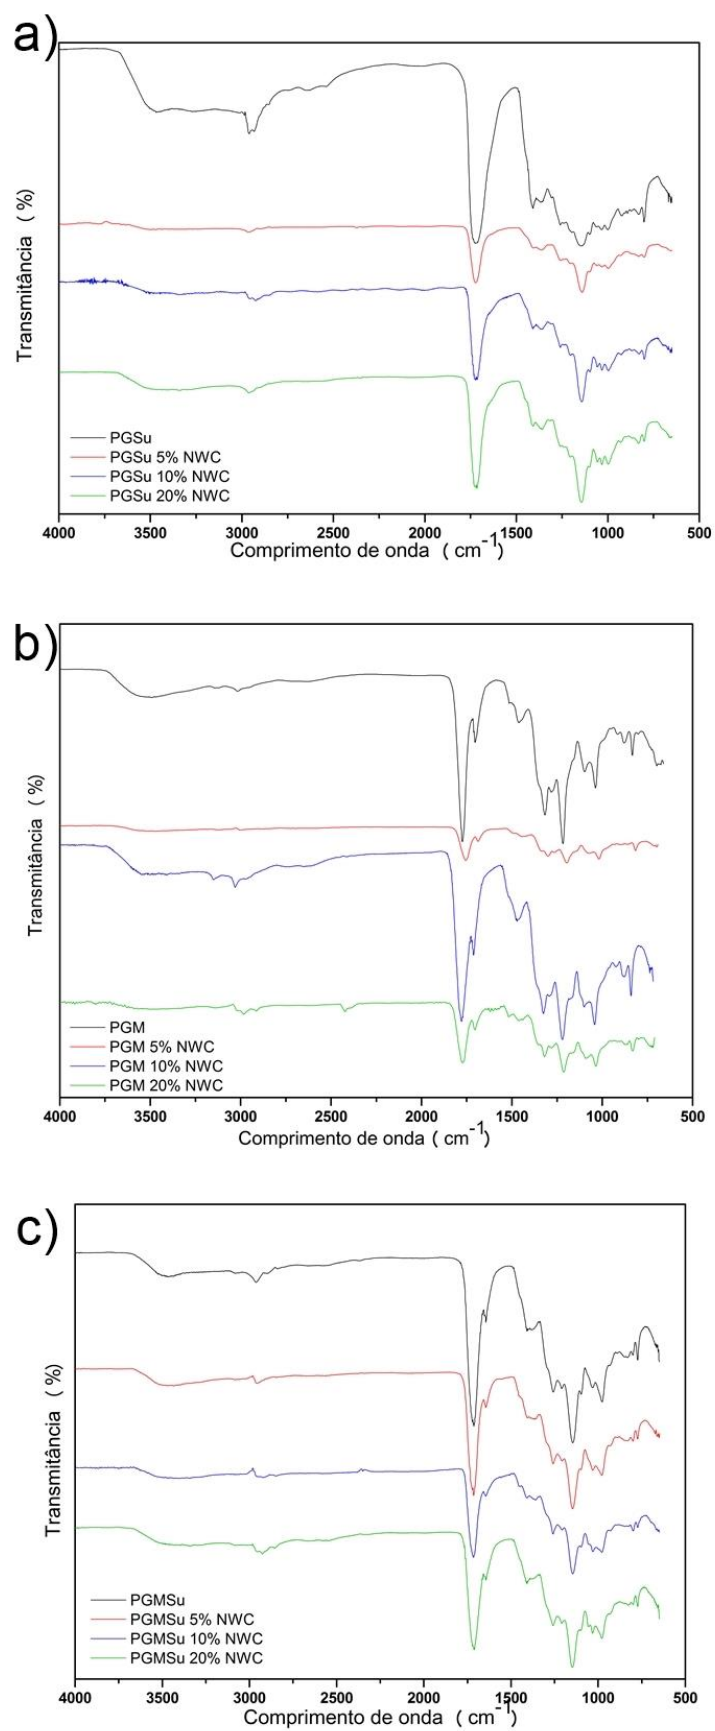 a)
Transmitância ( %)
PGSu
PGSu 5% NWC
PGSu 10% NWC
PGSu 20% NWC
4000 3500 3000 2500 2000 1500 1000 500
Comprimento de onda ( cm-1)
b)
Transmitância ( %)
PGM
PGM 5% NWC
PGM 10% NWC
PGM 20% NWC
4000 3500 3000 2500 2000 1500 1000 500
Comprimento de onda ( cm-1)
c)
Transmitância ( %)
PGMSu
PGMSu 5% NWC
PGMSu 10% NWC
PGMSu 20% NWC
4000 3500 3000 2500 2000 1500 1000 500
Comprimento de onda ( cm-1)